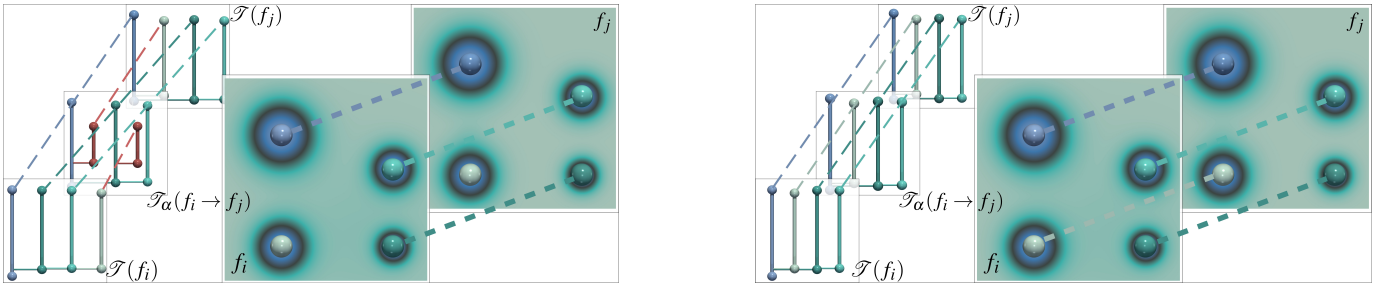 𝒯(f_j)
f_j
𝒯_α(f_i → f_j)
f_i
𝒯(f_i)
𝒯(f_j)
f_j
𝒯_α(f_i → f_j)
f_i
𝒯(f_i)